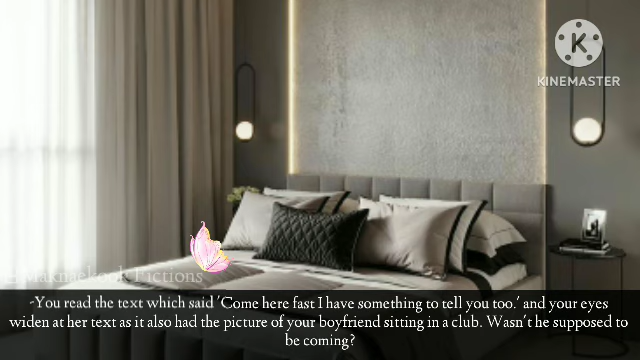 KINEMASTER
Maknaekook Fictions
-You read the text which said 'Come here fast I have something to tell you too.' and your eyes
widen at her text as it also had the picture of your boyfriend sitting in a club. Wasn't he supposed to
be coming?